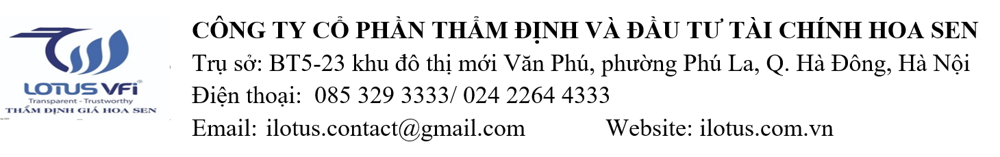 LOTUS VFi®
Transparent - Trustworthy
THẨM ĐỊNH GIÁ HOA SEN
CÔNG TY CỔ PHẦN THẨM ĐỊNH VÀ ĐẦU TƯ TÀI CHÍNH HOA SEN
Trụ sở: BT5-23 khu đô thị mới Văn Phú, phường Phú La, Q. Hà Đông, Hà Nội
Điện thoại: 085 329 3333/ 024 2264 4333
Email: ilotus.contact@gmail.com Website: ilotus.com.vn